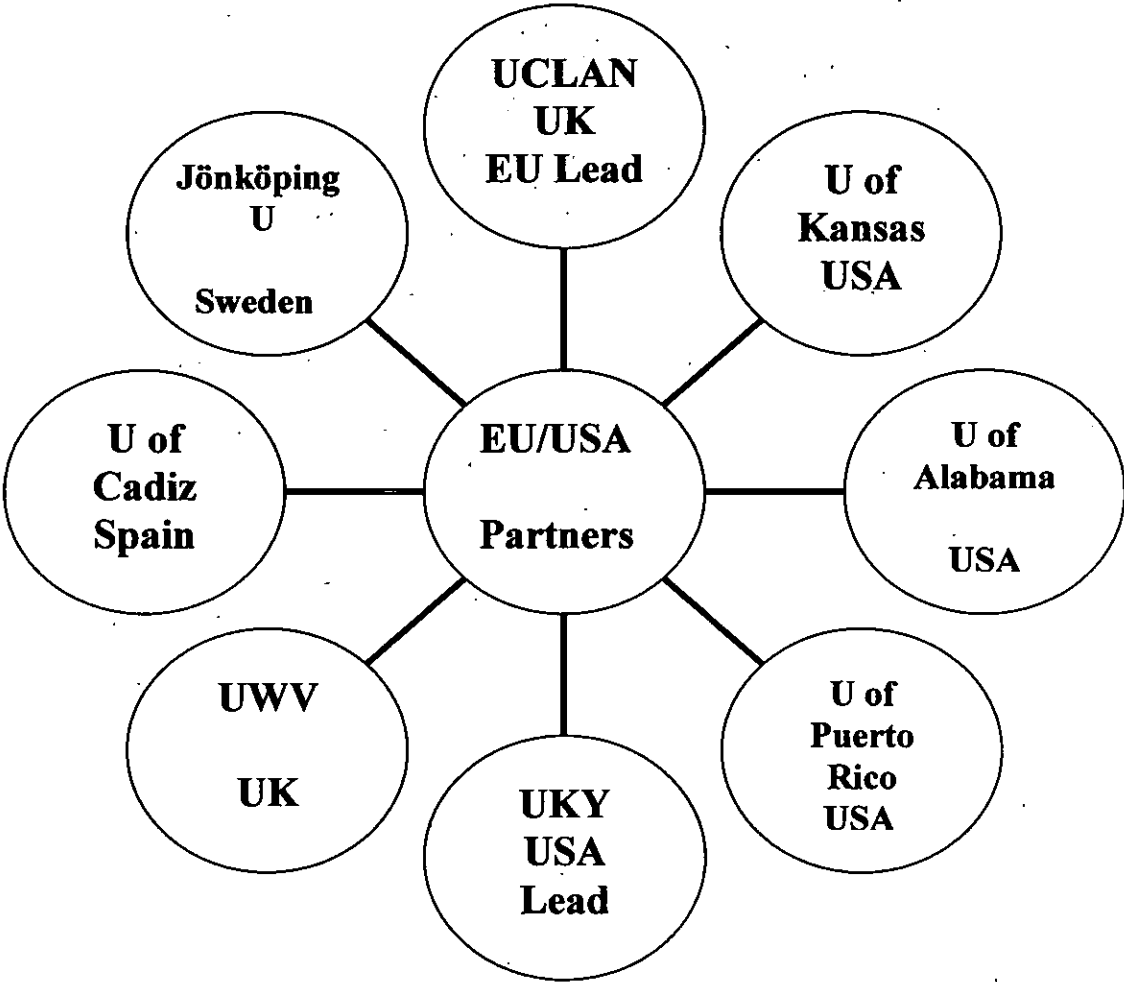 UCLAN
UK
EU Lead
Jönköping
U
Sweden
U of
Kansas
USA
U of
Cadiz
Spain
EU/USA
Partners
U of
Alabama
USA
UWV
UK
UKY
USA
Lead
U of
Puerto
Rico
USA